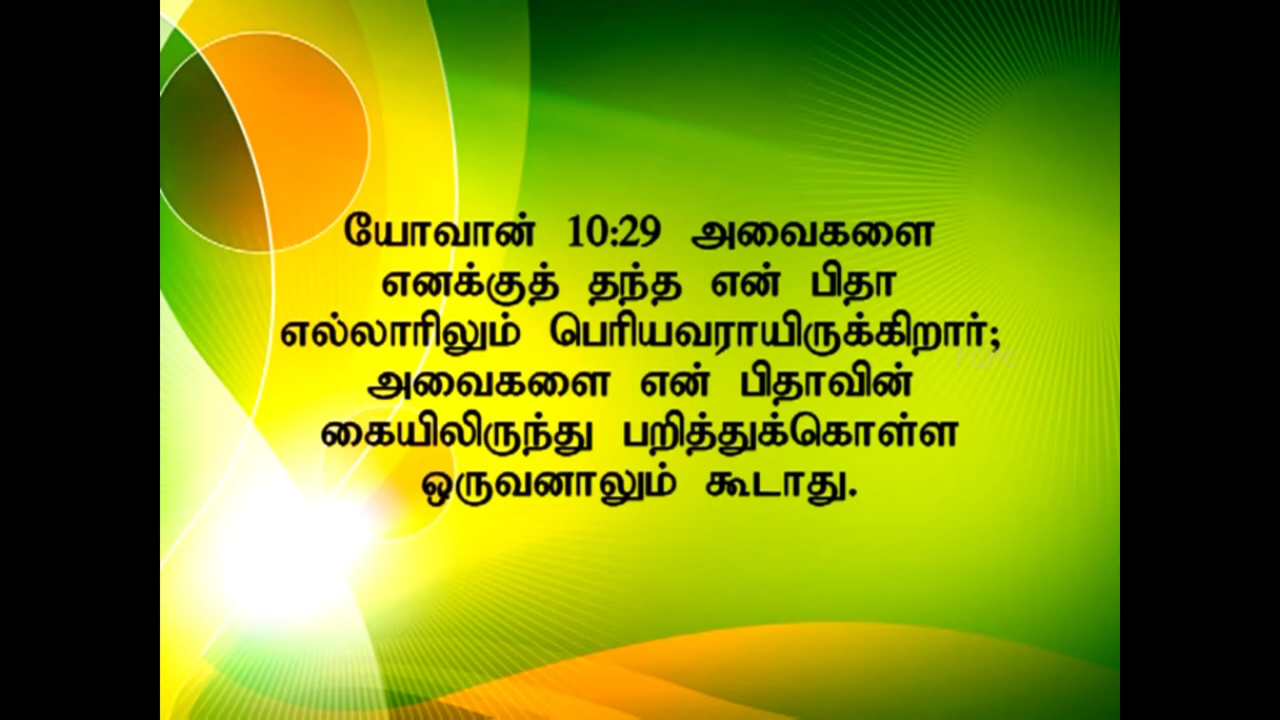 யோவான் 10:29 அவைகளை
எனக்குத் தந்த என் பிதா
எல்லாரிலும் பெரியவராயிருக்கிறார்;
அவைகளை என் பிதாவின்
கையிலிருந்து பறித்துக்கொள்ள
ஒருவனாலும் கூடாது.